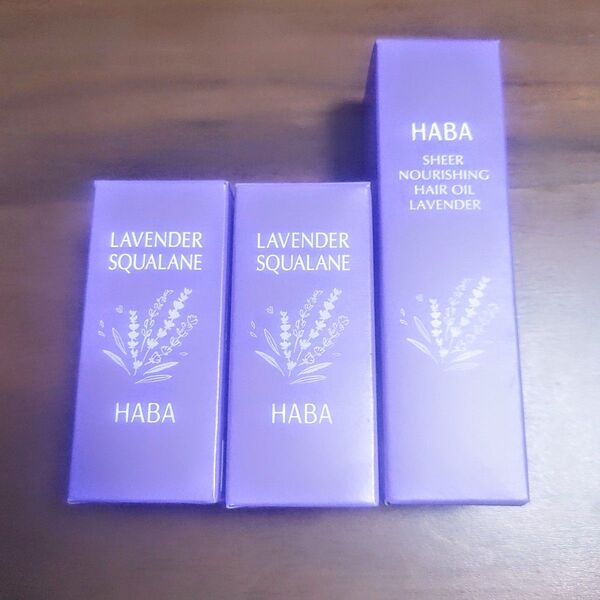 LAVENDER
SQUALANE
HABA
LAVENDER
SQUALANE
HABA
HABA
SHEER
NOURISHING
HAIR OIL
LAVENDER